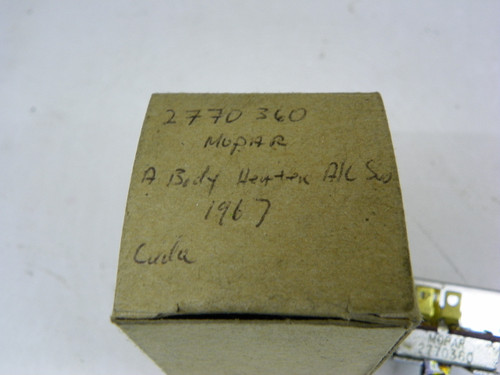 2770360
MOPAR
A Body Heater A/C Sw
1967
Cuda
MOPAR
2770360